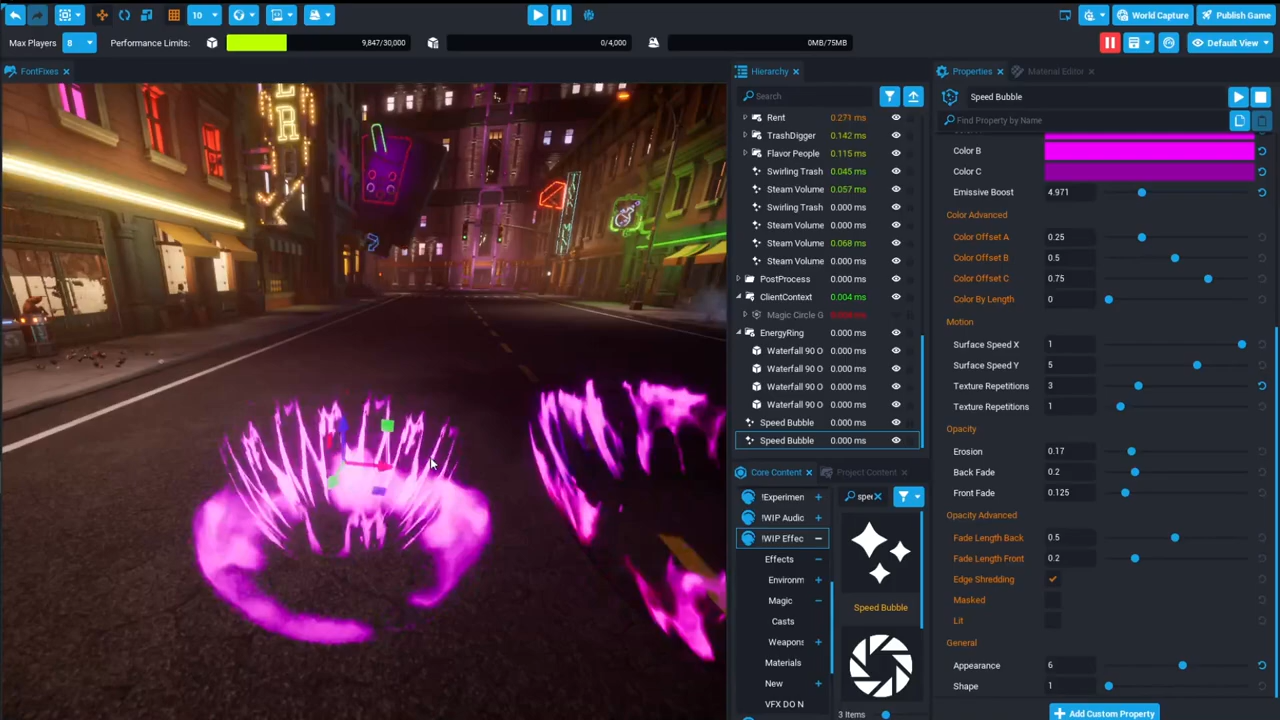 10
World Capture
Publish Game
Max Players
8
Performance Limits:
9,847/30,000
0/4,000
0MB/75MB
Default View
FontFixes
Hierarchy
Properties
Material Editor
Search
Speed Bubble
Find Property by Name
Rent 0.271 ms
TrashDigger 0.142 ms
Flavor People 0.115 ms
Swirling Trash 0.045 ms
Steam Volume 0.057 ms
Swirling Trash 0.000 ms
Steam Volume 0.000 ms
Steam Volume 0.068 ms
Steam Volume 0.000 ms
PostProcess 0.000 ms
ClientContext 0.004 ms
Magic Circle G
EnergyRing 0.000 ms
Waterfall 90 O 0.000 ms
Waterfall 90 O 0.000 ms
Waterfall 90 O 0.000 ms
Waterfall 90 O 0.000 ms
Speed Bubble 0.000 ms
Speed Bubble 0.000 ms
Core Content
Project Content
!Experimen
!WIP Audic
!WIP Effec
Effects
Environm
Magic
Casts
Weapons
Materials
New
VFX DO N
spe
Speed Bubble
3 Items
Color B
Color C
Emissive Boost 4.971
Color Advanced
Color Offset A 0.25
Color Offset B 0.5
Color Offset C 0.75
Color By Length 0
Motion
Surface Speed X 1
Surface Speed Y 5
Texture Repetitions 3
Texture Repetitions 1
Opacity
Erosion 0.17
Back Fade 0.2
Front Fade 0.125
Opacity Advanced
Fade Length Back 0.5
Fade Length Front 0.2
Edge Shredding
Masked
Lit
General
Appearance 6
Shape 1
Add Custom Property